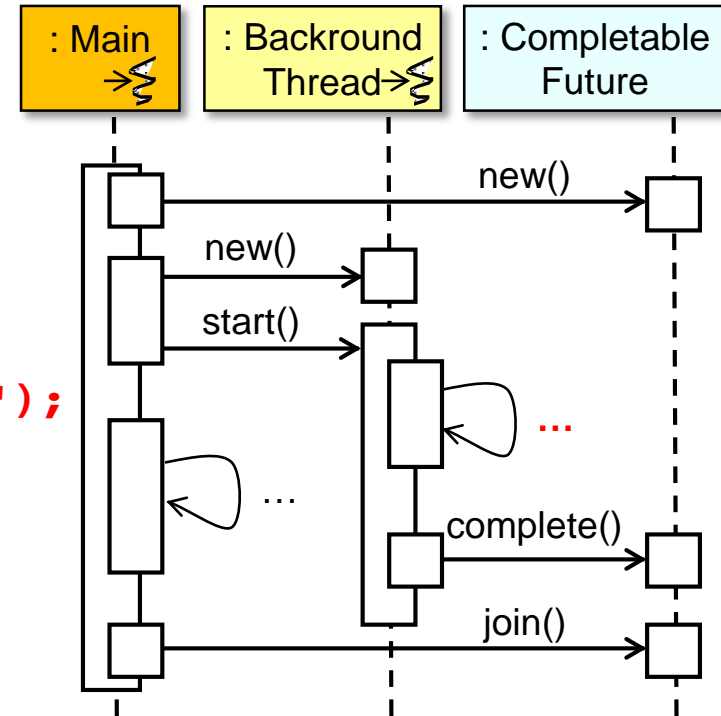 : Main
: Backround
Thread
: Completable
Future
new()
new()
start()
");
...
...
complete()
join()